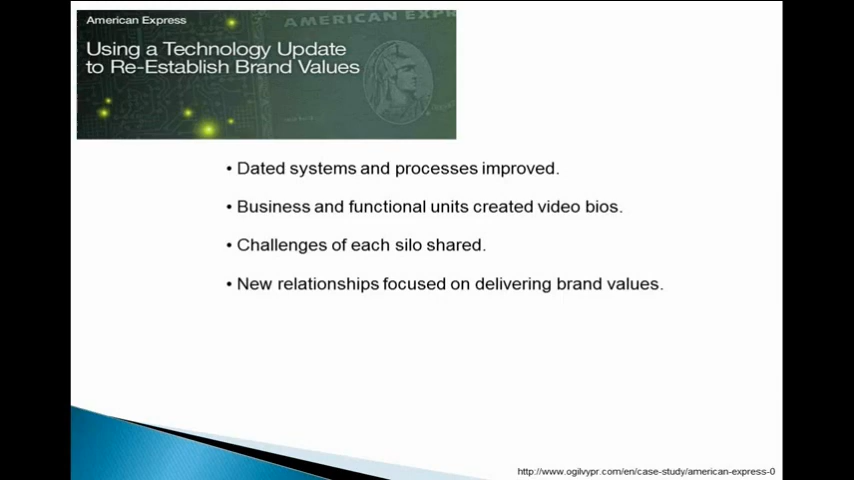 American Express
AMERICAN EXPR
Using a Technology Update
to Re-Establish Brand Values
• Dated systems and processes improved.
• Business and functional units created video bios.
• Challenges of each silo shared.
• New relationships focused on delivering brand values.
http://www.ogilvypr.com/en/case-study/american-express-0